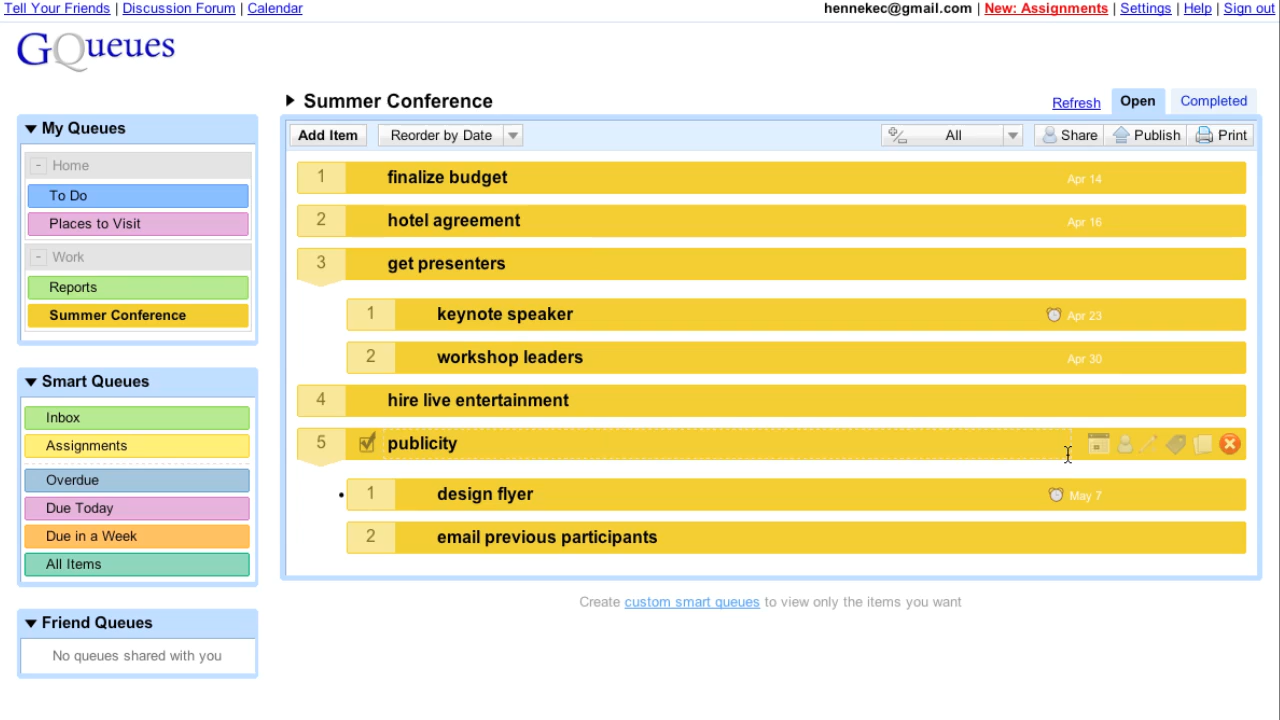 Tell Your Friends | Discussion Forum | Calendar
hennekec@gmail.com | New: Assignments | Settings | Help | Sign out
GQueues
My Queues
- Home
To Do
Places to Visit
- Work
Reports
Summer Conference
Smart Queues
Inbox
Assignments
Overdue
Due Today
Due in a Week
All Items
Friend Queues
No queues shared with you
Summer Conference
Refresh Open Completed
Add Item Reorder by Date All Share Publish Print
1 finalize budget Apr 14
2 hotel agreement Apr 16
3 get presenters
1 keynote speaker Apr 23
2 workshop leaders Apr 30
4 hire live entertainment
5 publicity
1 design flyer May 7
2 email previous participants
Create custom smart queues to view only the items you want